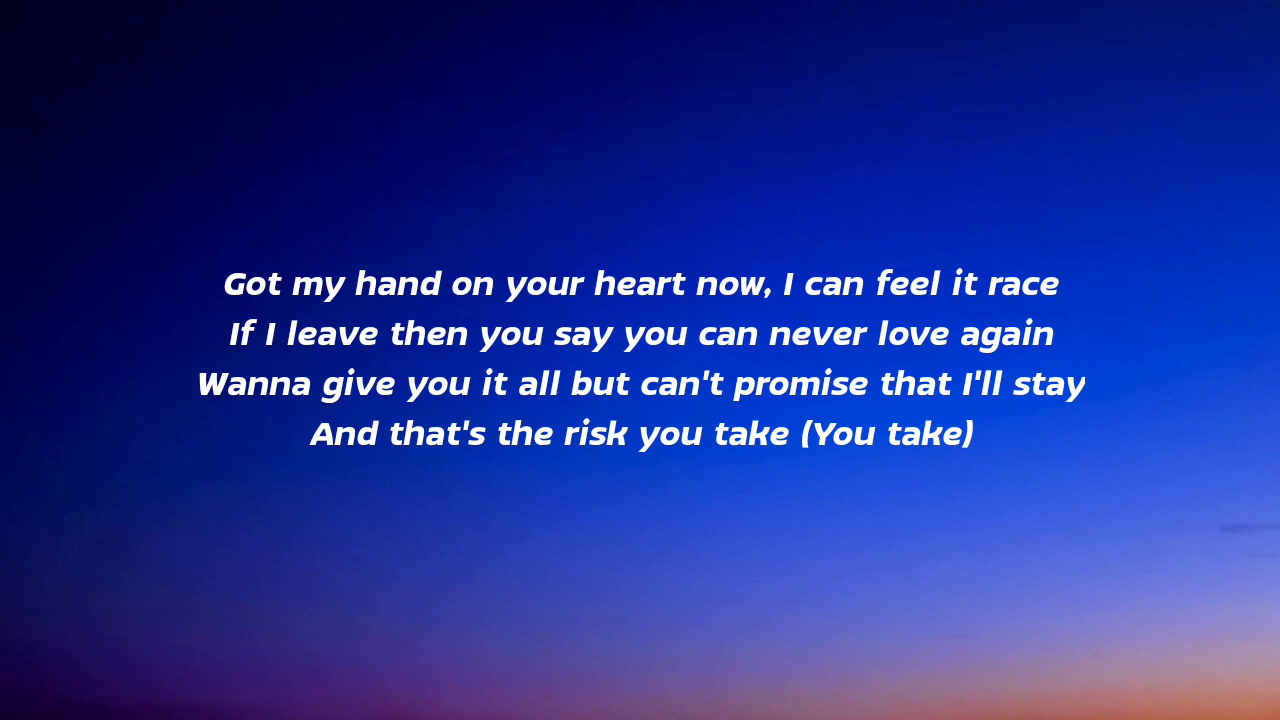 Got my hand on your heart now, I can feel it race
If I leave then you say you can never love again
Wanna give you it all but can't promise that I'll stay
And that's the risk you take (You take)